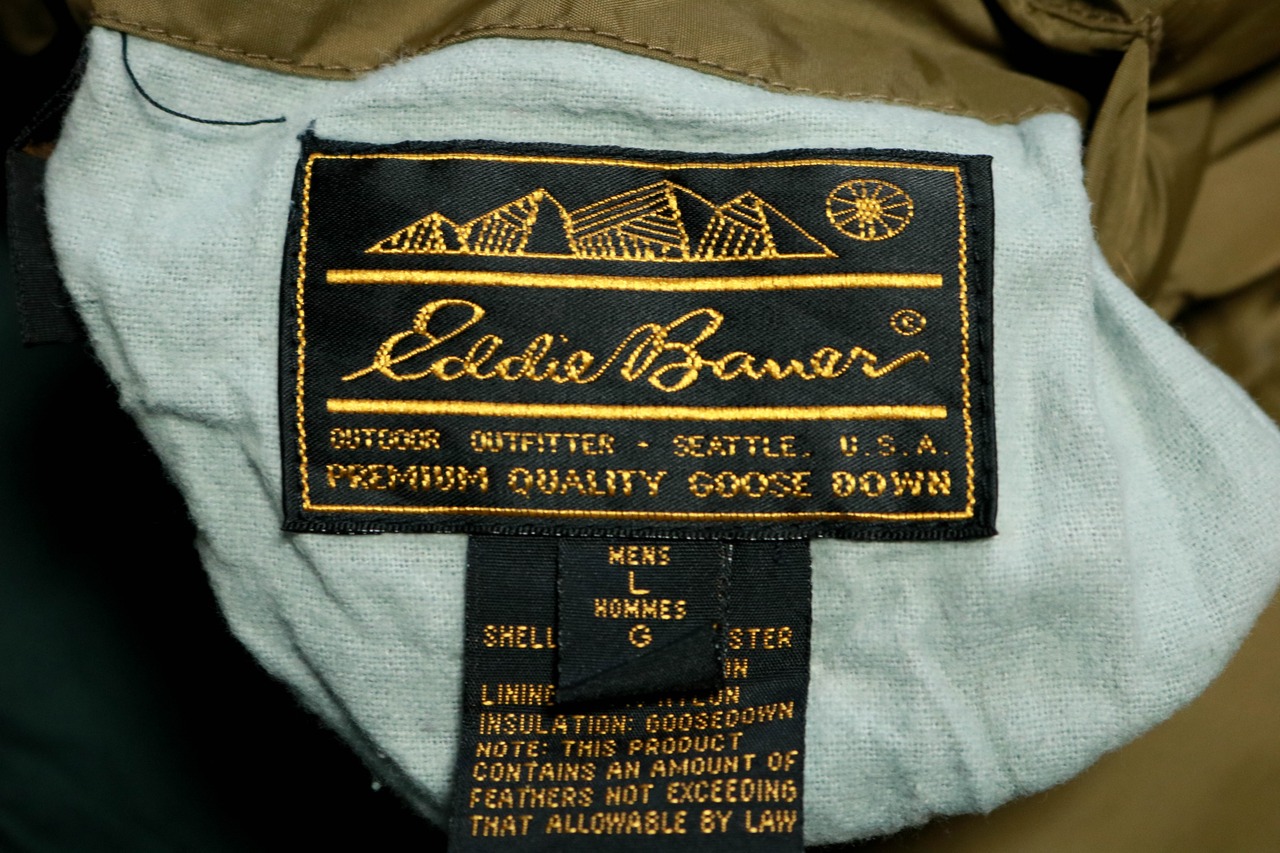 Eddie Bauer ©
OUTDOOR OUTFITTER - SEATTLE, U.S.A.
PREMIUM QUALITY GOOSE DOWN
MENS
L
HOMMES
G
SHELL
INSULATION: GOOSEDOWN
NOTE: THIS PRODUCT
CONTAINS AN AMOUNT OF
FEATHERS NOT EXCEEDING
THAT ALLOWABLE BY LAW